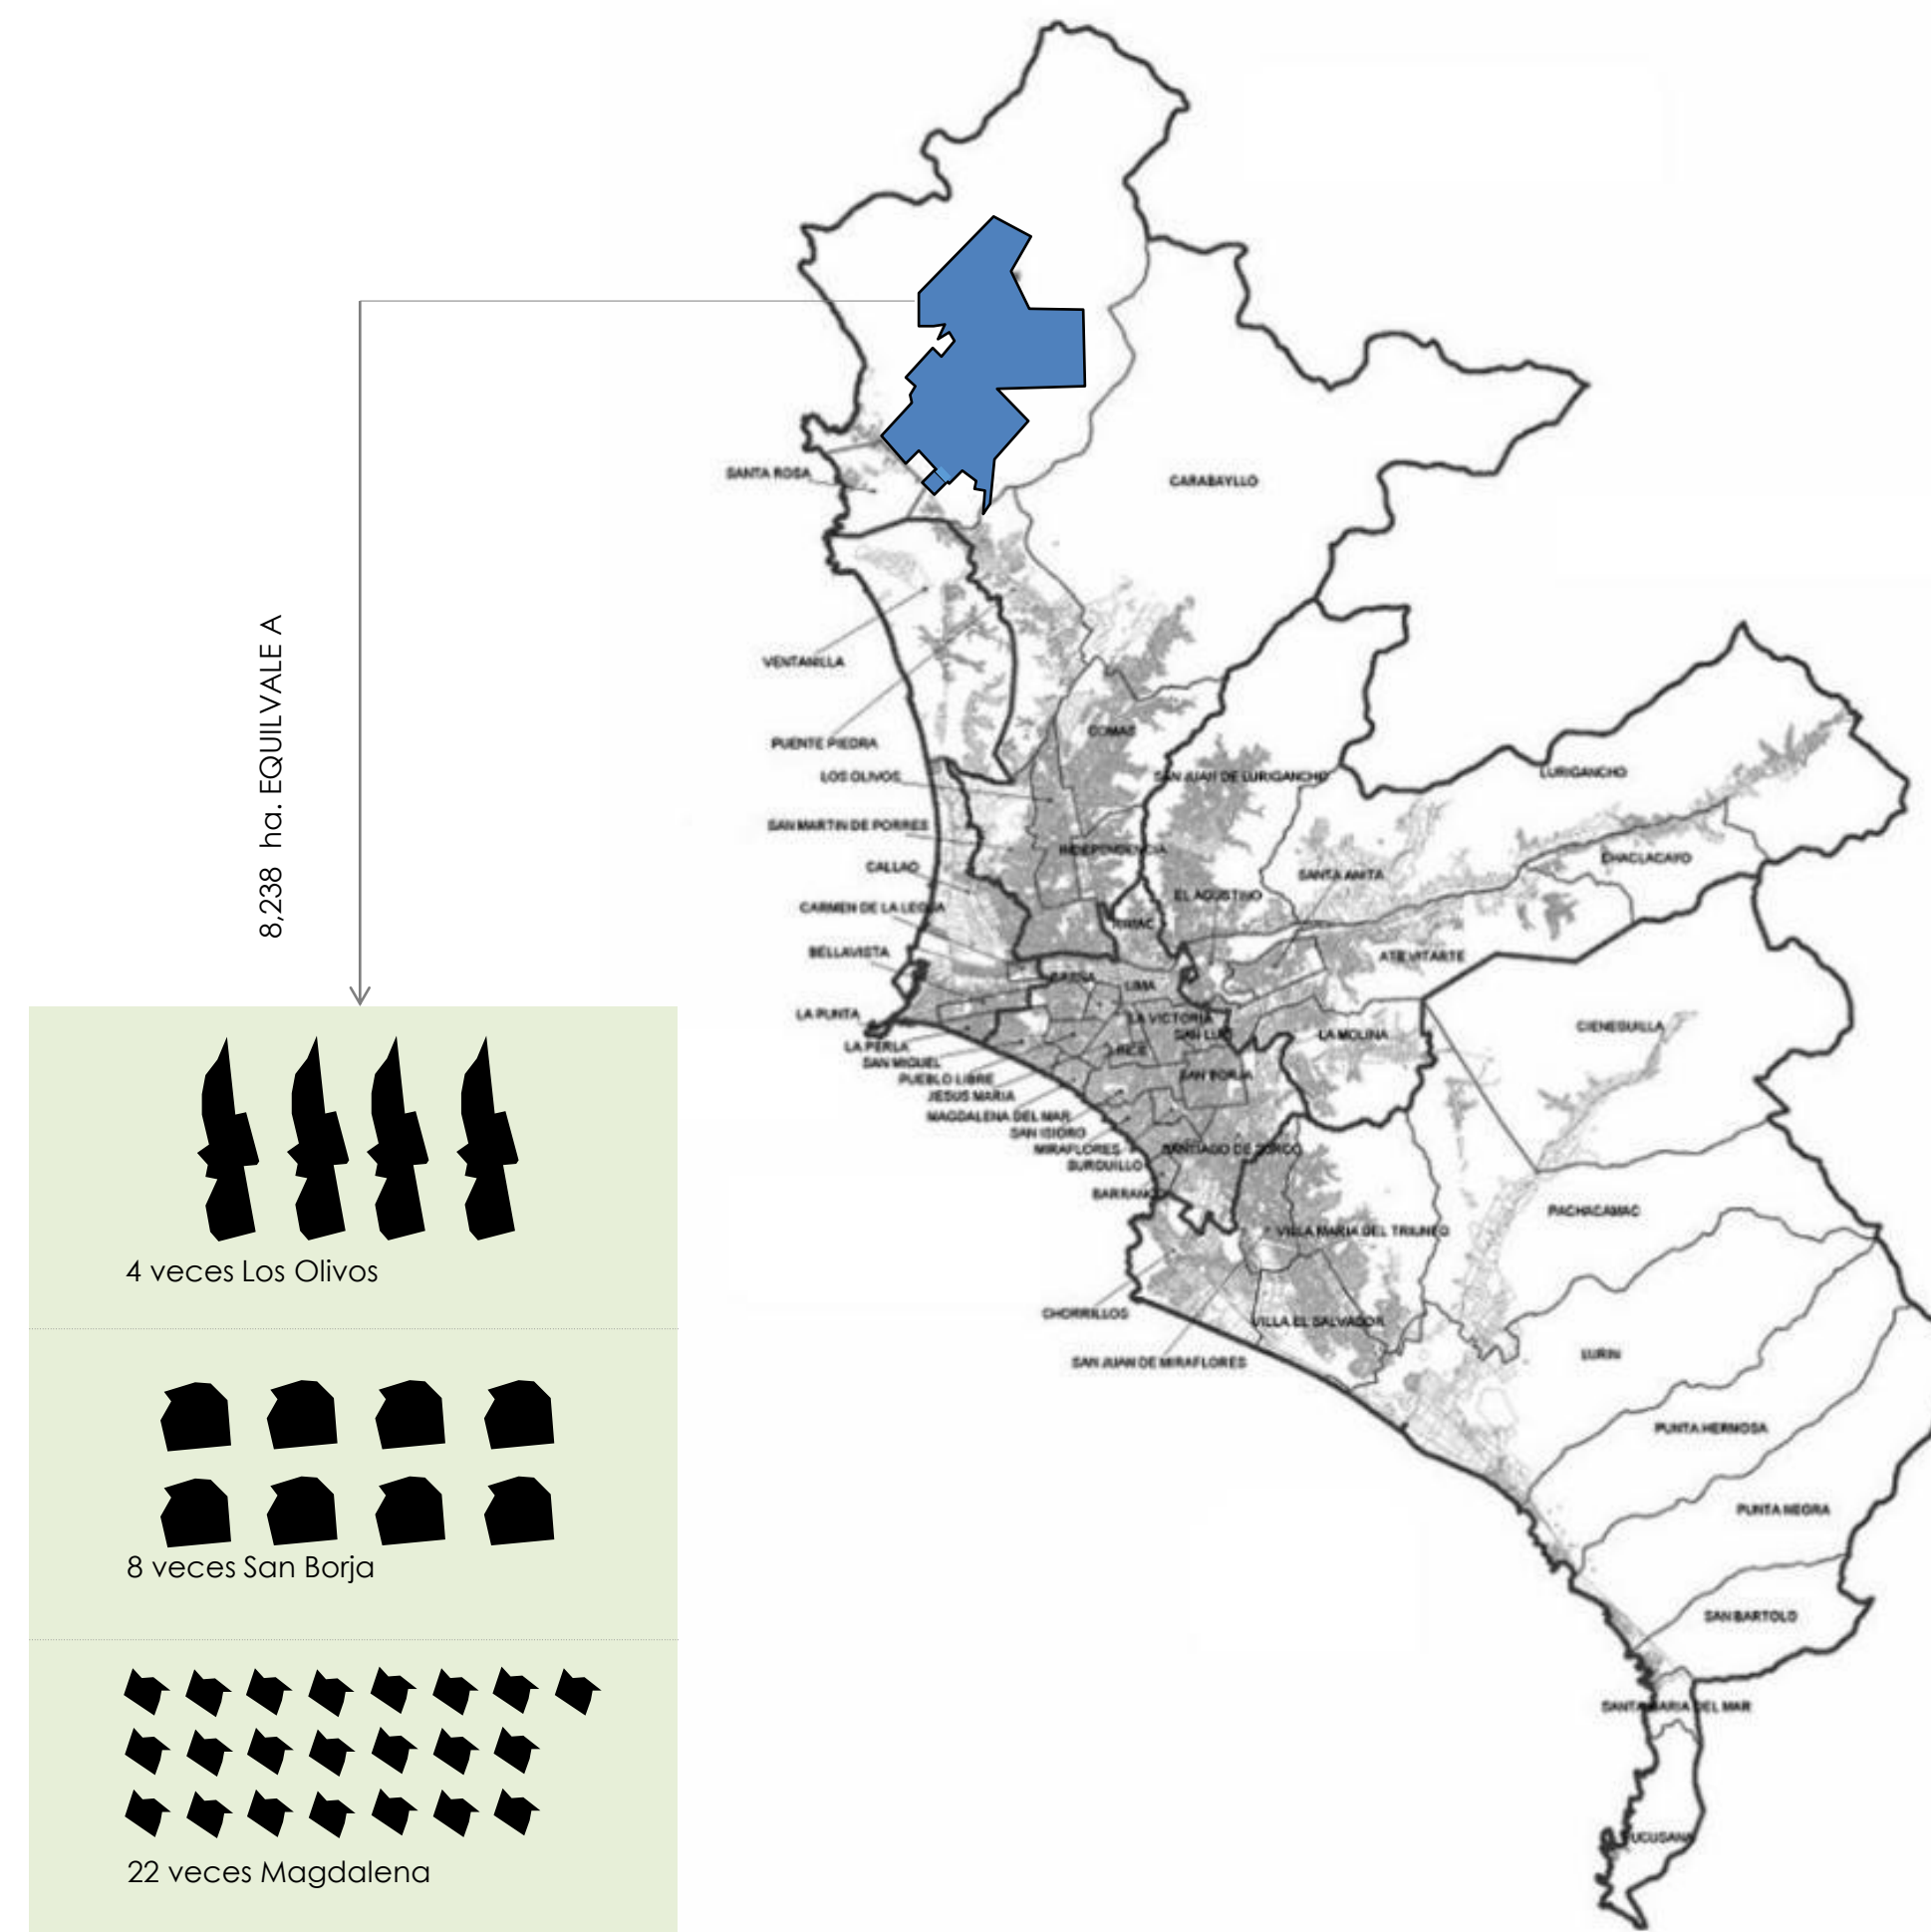 SANTA ROSA
CARABAYLLO
VENTANILLA
PUENTE PIEDRA
COMAS
LOS OLIVOS
SAN JUAN DE LURIGANCHO
LURIGANCHO
SAN MARTIN DE PORRES
INDEPENDENCIA
CHACLACAYO
CALLAO
SANTA ANITA
EL AGUSTINO
CARMEN DE LA LEGUA
RIMAC
BELLAVISTA
ATE VITARTE
BREÑA
LIMA
LA PUNTA
LA VICTORIA
CIENEGUILLA
SAN LUIS
LA MOLINA
LA PERLA
LINCE
SAN MIGUEL
SAN BORJA
PUEBLO LIBRE
JESUS MARIA
MAGDALENA DEL MAR
SAN ISIDRO
MIRAFLORES
SANTIAGO DE SURCO
SURQUILLO
BARRANCO
PACHACAMAC
VILLA MARIA DEL TRIUNFO
CHORRILLOS
VILLA EL SALVADOR
LURIN
SAN JUAN DE MIRAFLORES
PUNTA HERMOSA
PUNTA NEGRA
SAN BARTOLO
SANTA MARIA DEL MAR
PUCUSANA
8,238 ha. EQUILVALE A
4 veces Los Olivos
8 veces San Borja
22 veces Magdalena